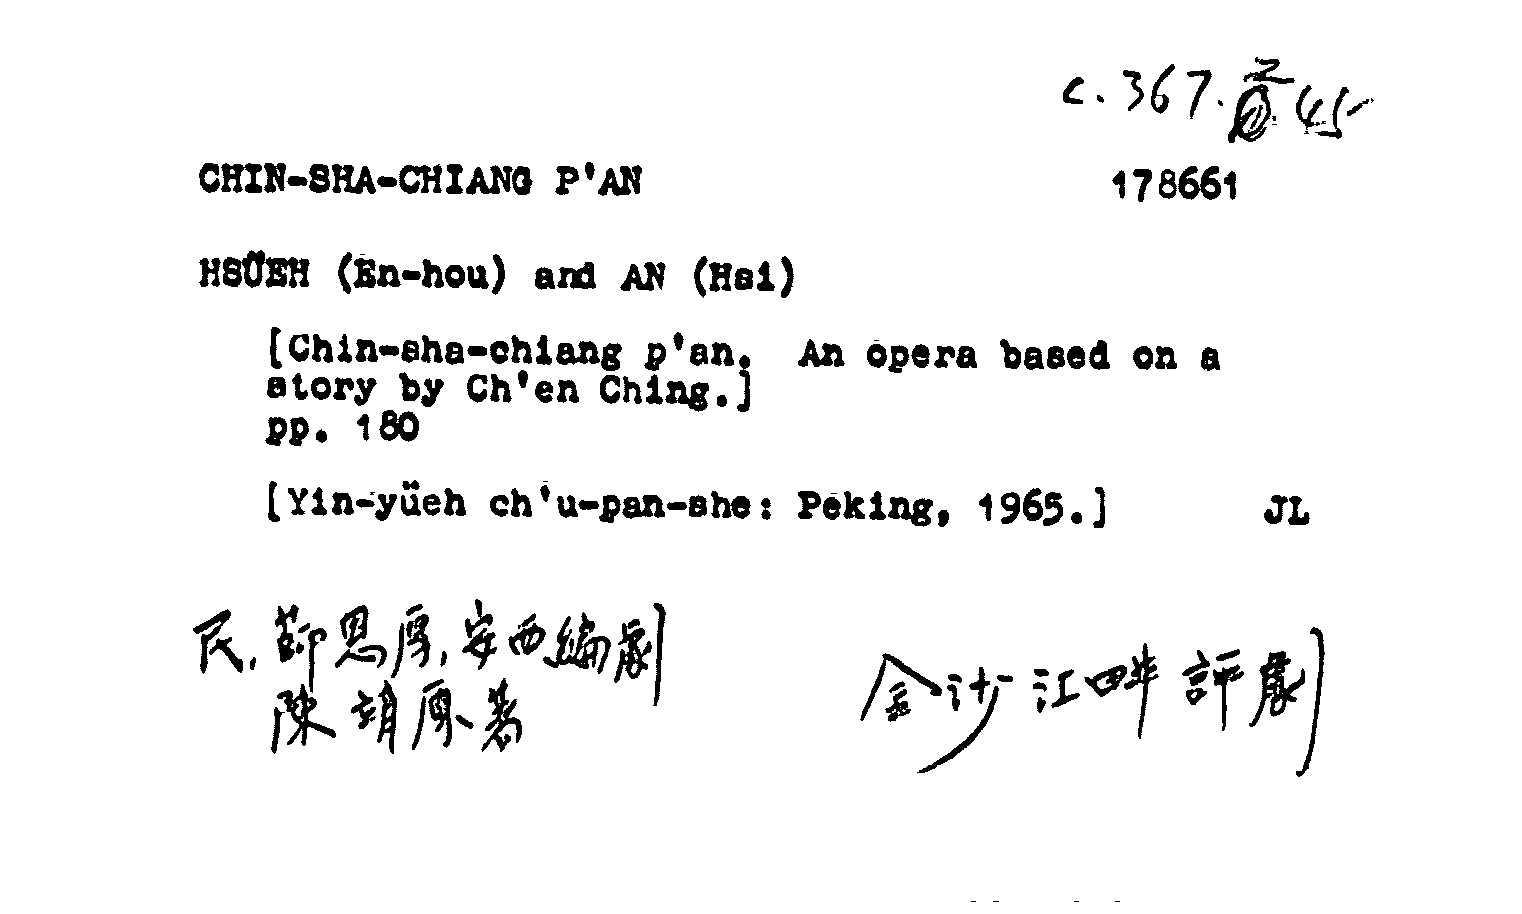 c.367.245
CHIN-SHA-CHIANG P'AN 178661
HSÜEH (En-hou) and AN (Hsi)
[Chin-sha-chiang p'an. An opera based on a
story by Ch'en Ching.]
pp. 180
[Yin-yüeh ch'u-pan-she: Peking, 1965.] JL
民, 薛恩厚, 安西編劇
陳靖原著
金沙江畔 評劇